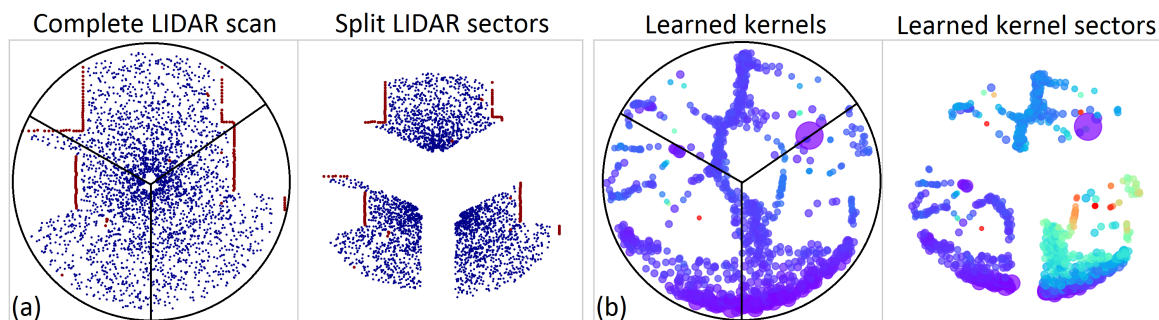 Complete LIDAR scan
Split LIDAR sectors
Learned kernels
Learned kernel sectors
(a)
(b)